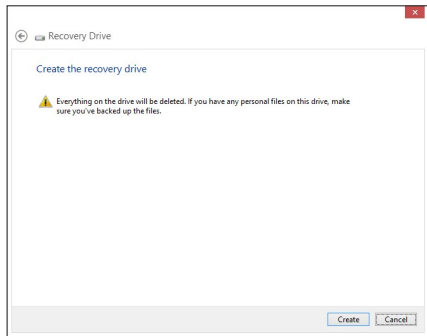 Recovery Drive
Create the recovery drive
Everything on the drive will be deleted. If you have any personal files on this drive, make
sure you've backed up the files.
Create Cancel